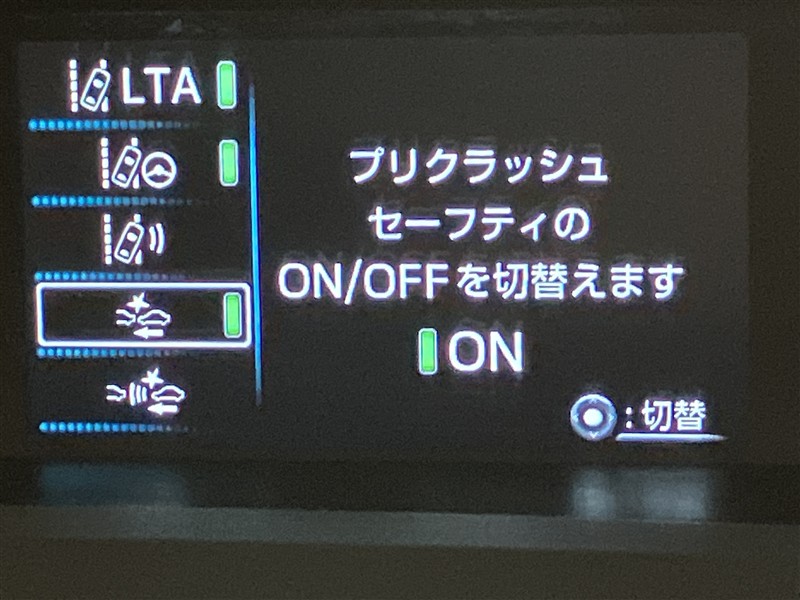 LTA
プリクラッシュ
セーフティの
ON/OFFを切替えます
ON
:切替